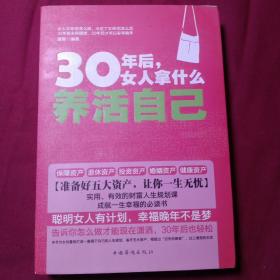 30年后,
女人拿什么
养活自己
保障资产 退休资产 投资资产 婚姻资产 健康资产
【准备好五大资产,让你一生无忧】
实用、有效的财富人生规划课
成就一生幸福的必读书
聪明女人有计划,幸福晚年不是梦
告诉你怎么做才能现在潇洒,30年后也轻松
中国华侨出版社